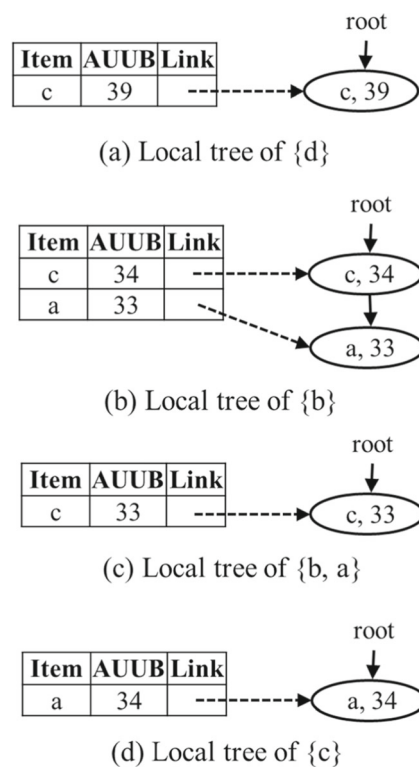 root
Item AUUB Link
c 39 c, 39
(a) Local tree of {d}
root
Item AUUB Link
c 34 c, 34
a 33
a, 33
(b) Local tree of {b}
root
Item AUUB Link
c 33 c, 33
(c) Local tree of {b, a}
root
Item AUUB Link
a 34 a, 34
(d) Local tree of {c}